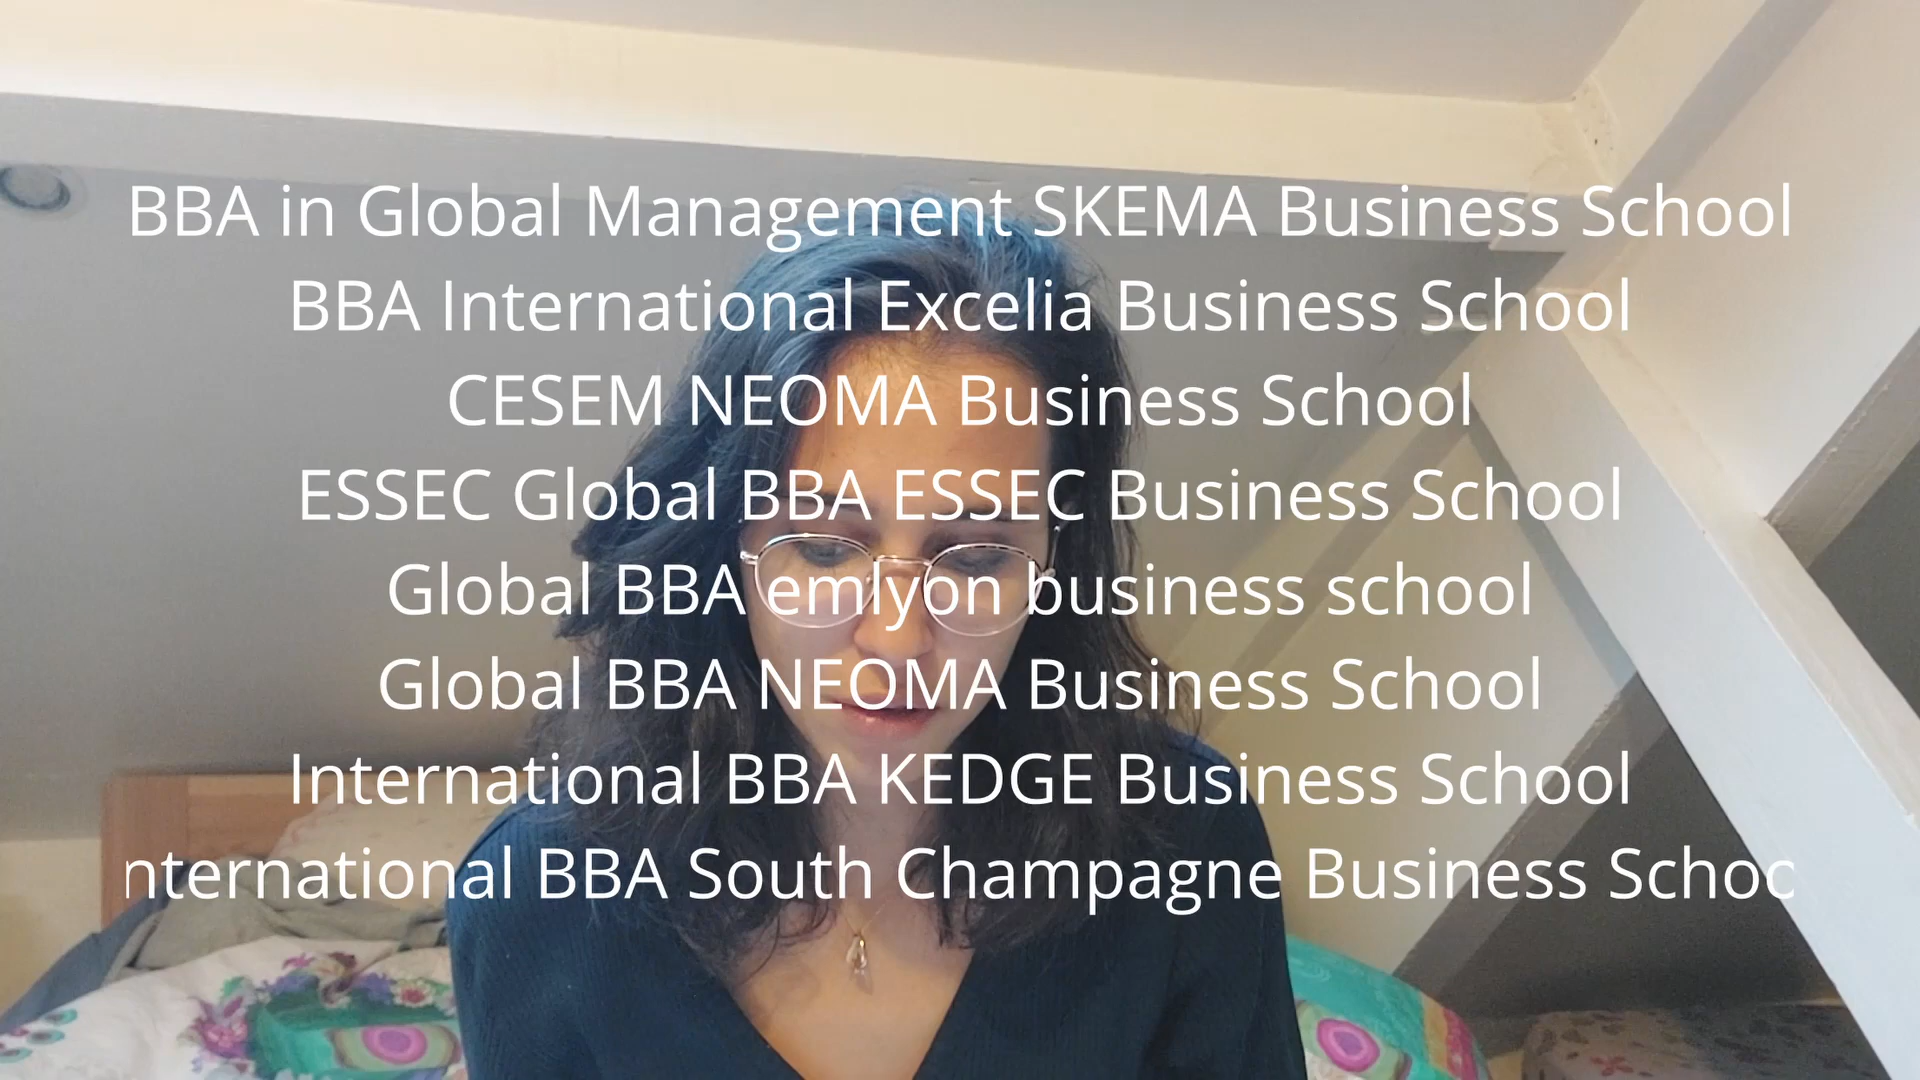 BBA in Global Management SKEMA Business School
BBA International Excelia Business School
CESEM NEOMA Business School
ESSEC Global BBA ESSEC Business School
Global BBA emlyon business school
Global BBA NEOMA Business School
International BBA KEDGE Business School
nternational BBA South Champagne Business Schoo